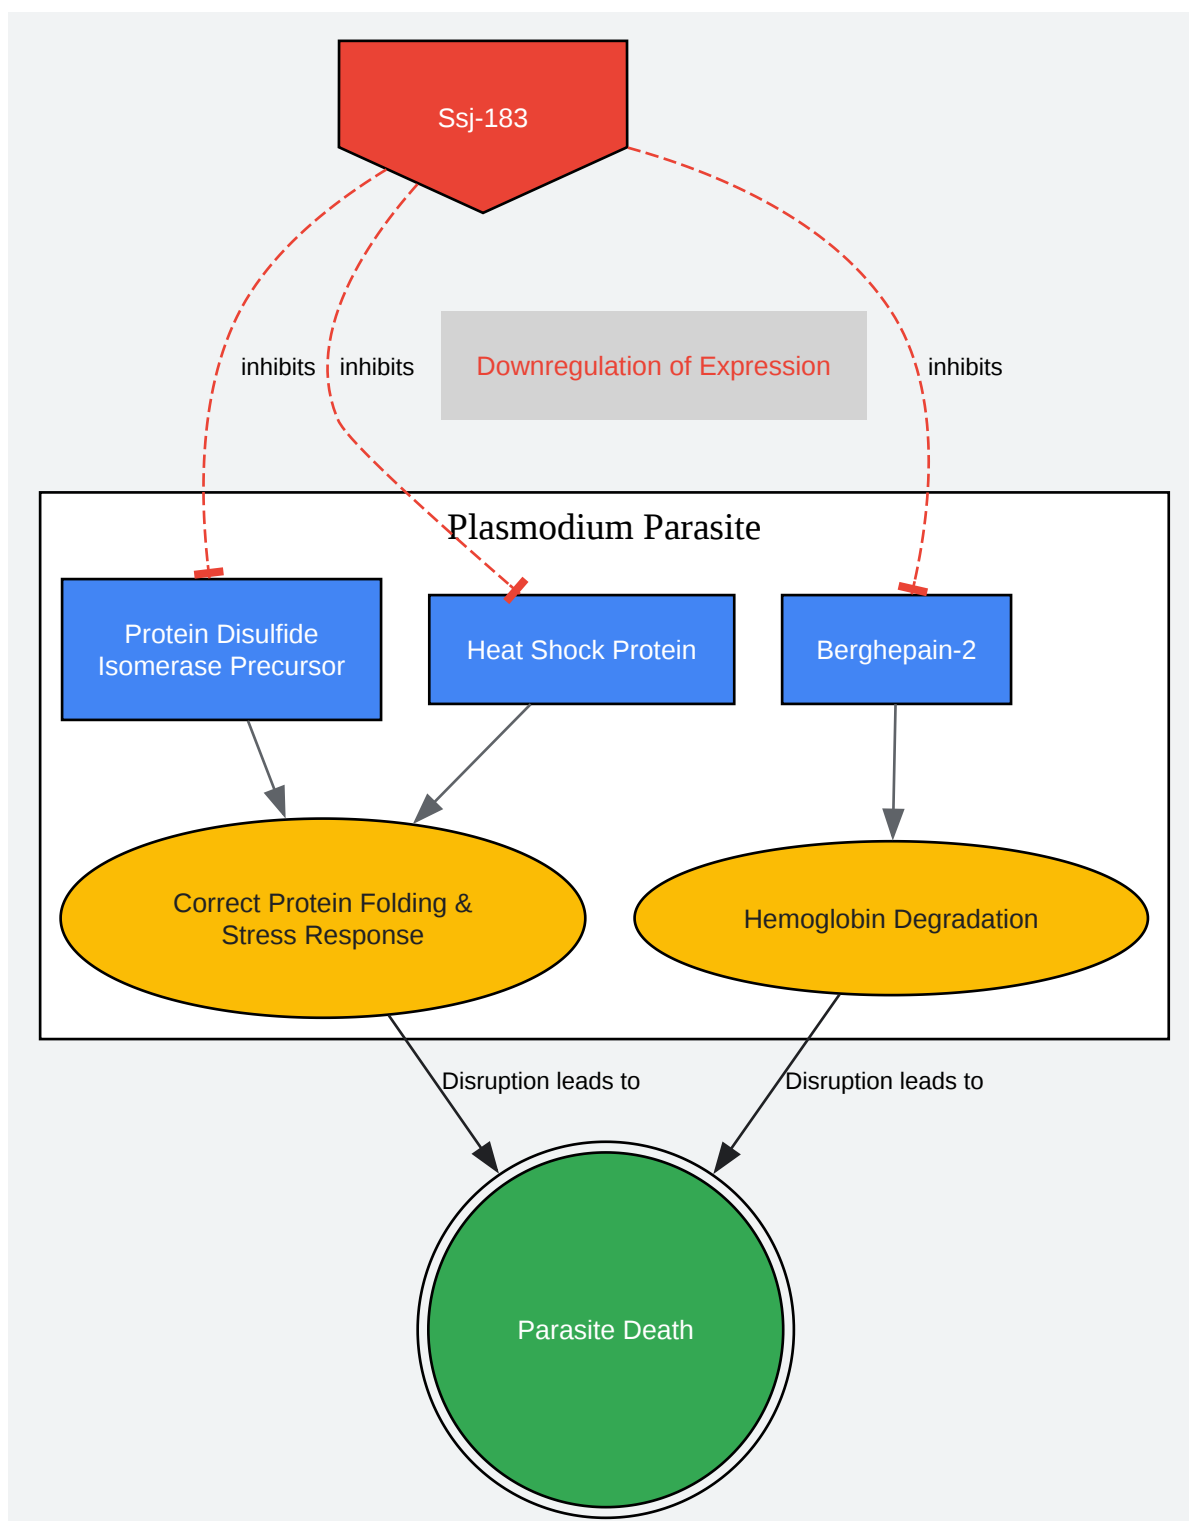 Ssj-183
inhibits
inhibits
Downregulation of Expression
inhibits
Plasmodium Parasite
Protein Disulfide
Isomerase Precursor
Heat Shock Protein
Berghepain-2
Correct Protein Folding &
Stress Response
Hemoglobin Degradation
Disruption leads to
Disruption leads to
Parasite Death